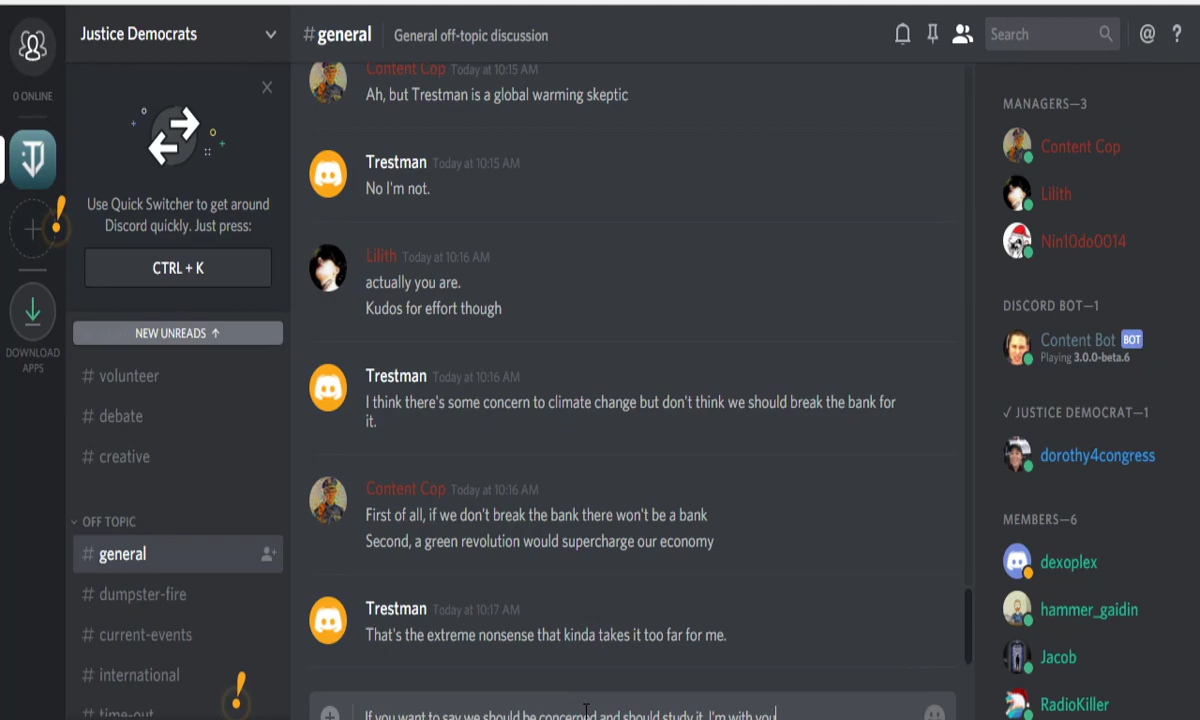 Justice Democrats
#general
General off-topic discussion
Search
@
?
0 ONLINE
Use Quick Switcher to get around
Discord quickly. Just press:
CTRL + K
NEW UNREADS ↑
DOWNLOAD
APPS
# volunteer
# debate
# creative
OFF TOPIC
# general
# dumpster-fire
# current-events
# international
# time-out
Content Cop Today at 10:15 AM
Ah, but Trestman is a global warming skeptic
Trestman Today at 10:15 AM
No I'm not.
Lilith Today at 10:16 AM
actually you are.
Kudos for effort though
Trestman Today at 10:16 AM
I think there's some concern to climate change but don't think we should break the bank for
it.
Content Cop Today at 10:16 AM
First of all, if we don't break the bank there won't be a bank
Second, a green revolution would supercharge our economy
Trestman Today at 10:17 AM
That's the extreme nonsense that kinda takes it too far for me.
If you want to say we should be concerned and should study it, I'm with you
MANAGERS—3
Content Cop
Lilith
Nin10do0014
DISCORD BOT—1
Content Bot BOT
Playing 3.0.0-beta.6
✓ JUSTICE DEMOCRAT—1
dorothy4congress
MEMBERS—6
dexoplex
hammer_gaidin
Jacob
RadioKiller